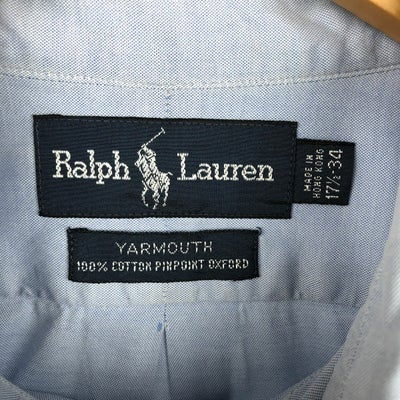 Ralph Lauren
MADE IN
HONG KONG
17½-34
YARMOUTH
100% COTTON PINPOINT OXFORD